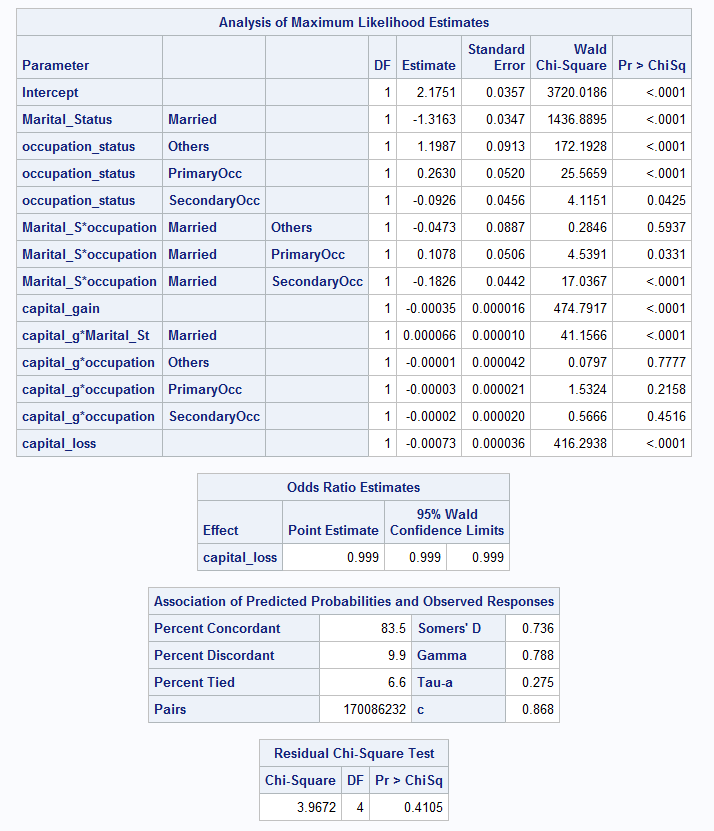 Analysis of Maximum Likelihood Estimates
Parameter DF Estimate Standard Error Wald Chi-Square Pr > ChiSq
Intercept 1 2.1751 0.0357 3720.0186 <.0001
Marital_Status Married 1 -1.3163 0.0347 1436.8895 <.0001
occupation_status Others 1 1.1987 0.0913 172.1928 <.0001
occupation_status PrimaryOcc 1 0.2630 0.0520 25.5659 <.0001
occupation_status SecondaryOcc 1 -0.0926 0.0456 4.1151 0.0425
Marital_S*occupation Married Others 1 -0.0473 0.0887 0.2846 0.5937
Marital_S*occupation Married PrimaryOcc 1 0.1078 0.0506 4.5391 0.0331
Marital_S*occupation Married SecondaryOcc 1 -0.1826 0.0442 17.0367 <.0001
capital_gain 1 -0.00035 0.000016 474.7917 <.0001
capital_g*Marital_St Married 1 0.000066 0.000010 41.1566 <.0001
capital_g*occupation Others 1 -0.00001 0.000042 0.0797 0.7777
capital_g*occupation PrimaryOcc 1 -0.00003 0.000021 1.5324 0.2158
capital_g*occupation SecondaryOcc 1 -0.00002 0.000020 0.5666 0.4516
capital_loss 1 -0.00073 0.000036 416.2938 <.0001
Odds Ratio Estimates
Effect Point Estimate 95% Wald Confidence Limits
capital_loss 0.999 0.999 0.999
Association of Predicted Probabilities and Observed Responses
Percent Concordant 83.5 Somers' D 0.736
Percent Discordant 9.9 Gamma 0.788
Percent Tied 6.6 Tau-a 0.275
Pairs 170086232 c 0.868
Residual Chi-Square Test
Chi-Square DF Pr > ChiSq
3.9672 4 0.4105